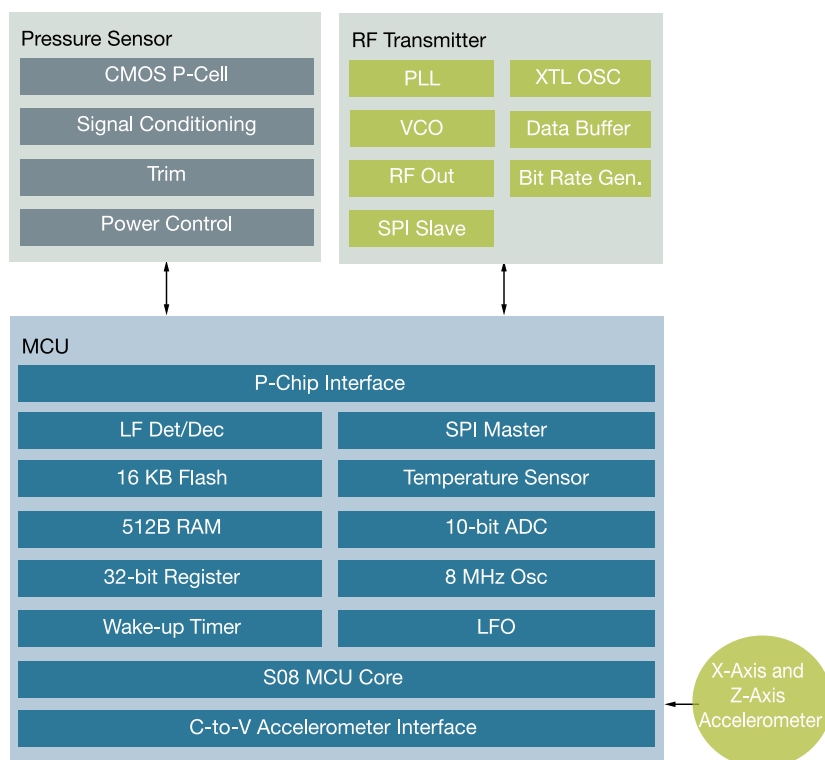 Pressure Sensor
CMOS P-Cell
Signal Conditioning
Trim
Power Control
RF Transmitter
PLL
XTL OSC
VCO
Data Buffer
RF Out
Bit Rate Gen.
SPI Slave
MCU
P-Chip Interface
LF Det/Dec
SPI Master
16 KB Flash
Temperature Sensor
512B RAM
10-bit ADC
32-bit Register
8 MHz Osc
Wake-up Timer
LFO
S08 MCU Core
C-to-V Accelerometer Interface
X-Axis and
Z-Axis
Accelerometer